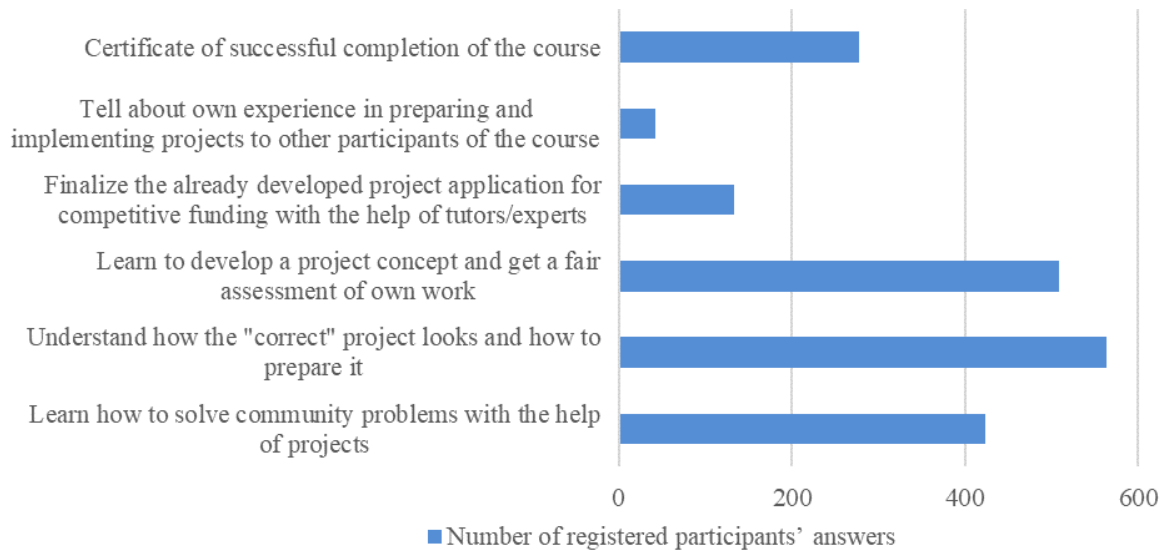 Certificate of successful completion of the course
Tell about own experience in preparing and
implementing projects to other participants of the course
Finalize the already developed project application for
competitive funding with the help of tutors/experts
Learn to develop a project concept and get a fair
assessment of own work
Understand how the "correct" project looks and how to
prepare it
Learn how to solve community problems with the help
of projects
0 200 400 600
Number of registered participants’ answers